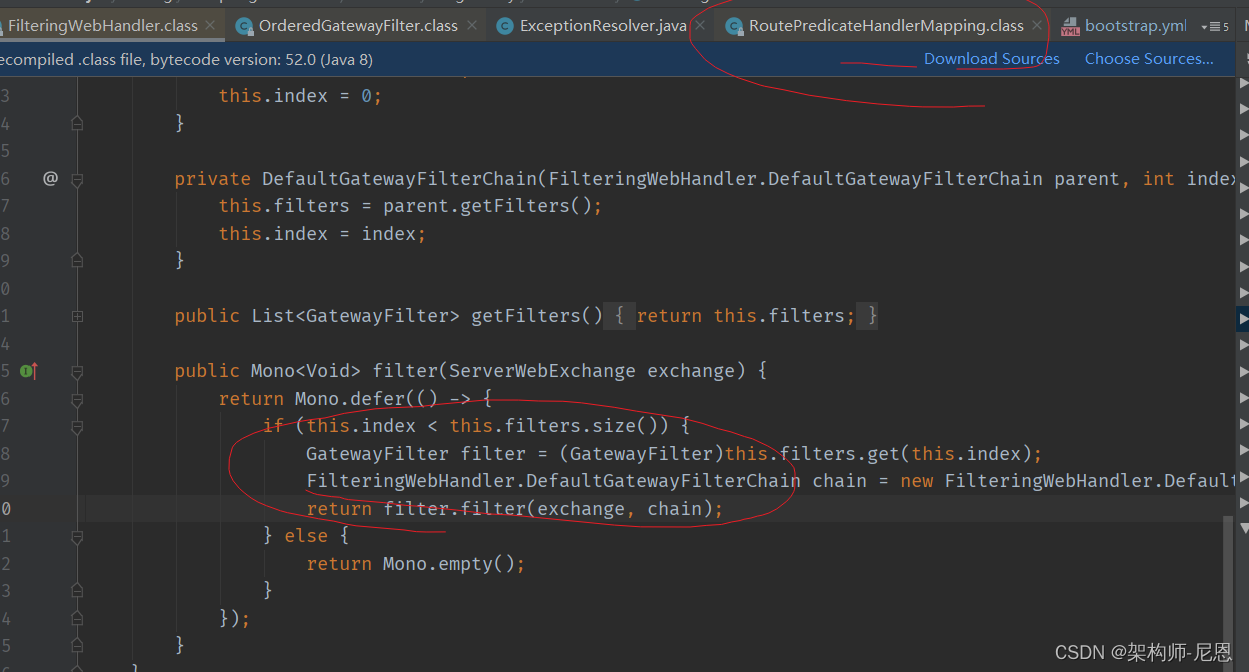 FilteringWebHandler.class × OrderedGatewayFilter.class × ExceptionResolver.java × RoutePredicateHandlerMapping.class × bootstrap.yml 5
ecompiled .class file, bytecode version: 52.0 (Java 8) Download Sources Choose Sources...
3 this.index = 0;
4 }
5
6 @ private DefaultGatewayFilterChain(FilteringWebHandler.DefaultGatewayFilterChain parent, int index
7 this.filters = parent.getFilters();
8 this.index = index;
9 }
0
1 public List<GatewayFilter> getFilters() { return this.filters; }
4
5 public Mono<Void> filter(ServerWebExchange exchange) {
6 return Mono.defer(() -> {
7 if (this.index < this.filters.size()) {
8 GatewayFilter filter = (GatewayFilter)this.filters.get(this.index);
9 FilteringWebHandler.DefaultGatewayFilterChain chain = new FilteringWebHandler.Default
0 return filter.filter(exchange, chain);
1 } else {
2 return Mono.empty();
3 }
4 });
5 }
CSDN @架构师-尼恩